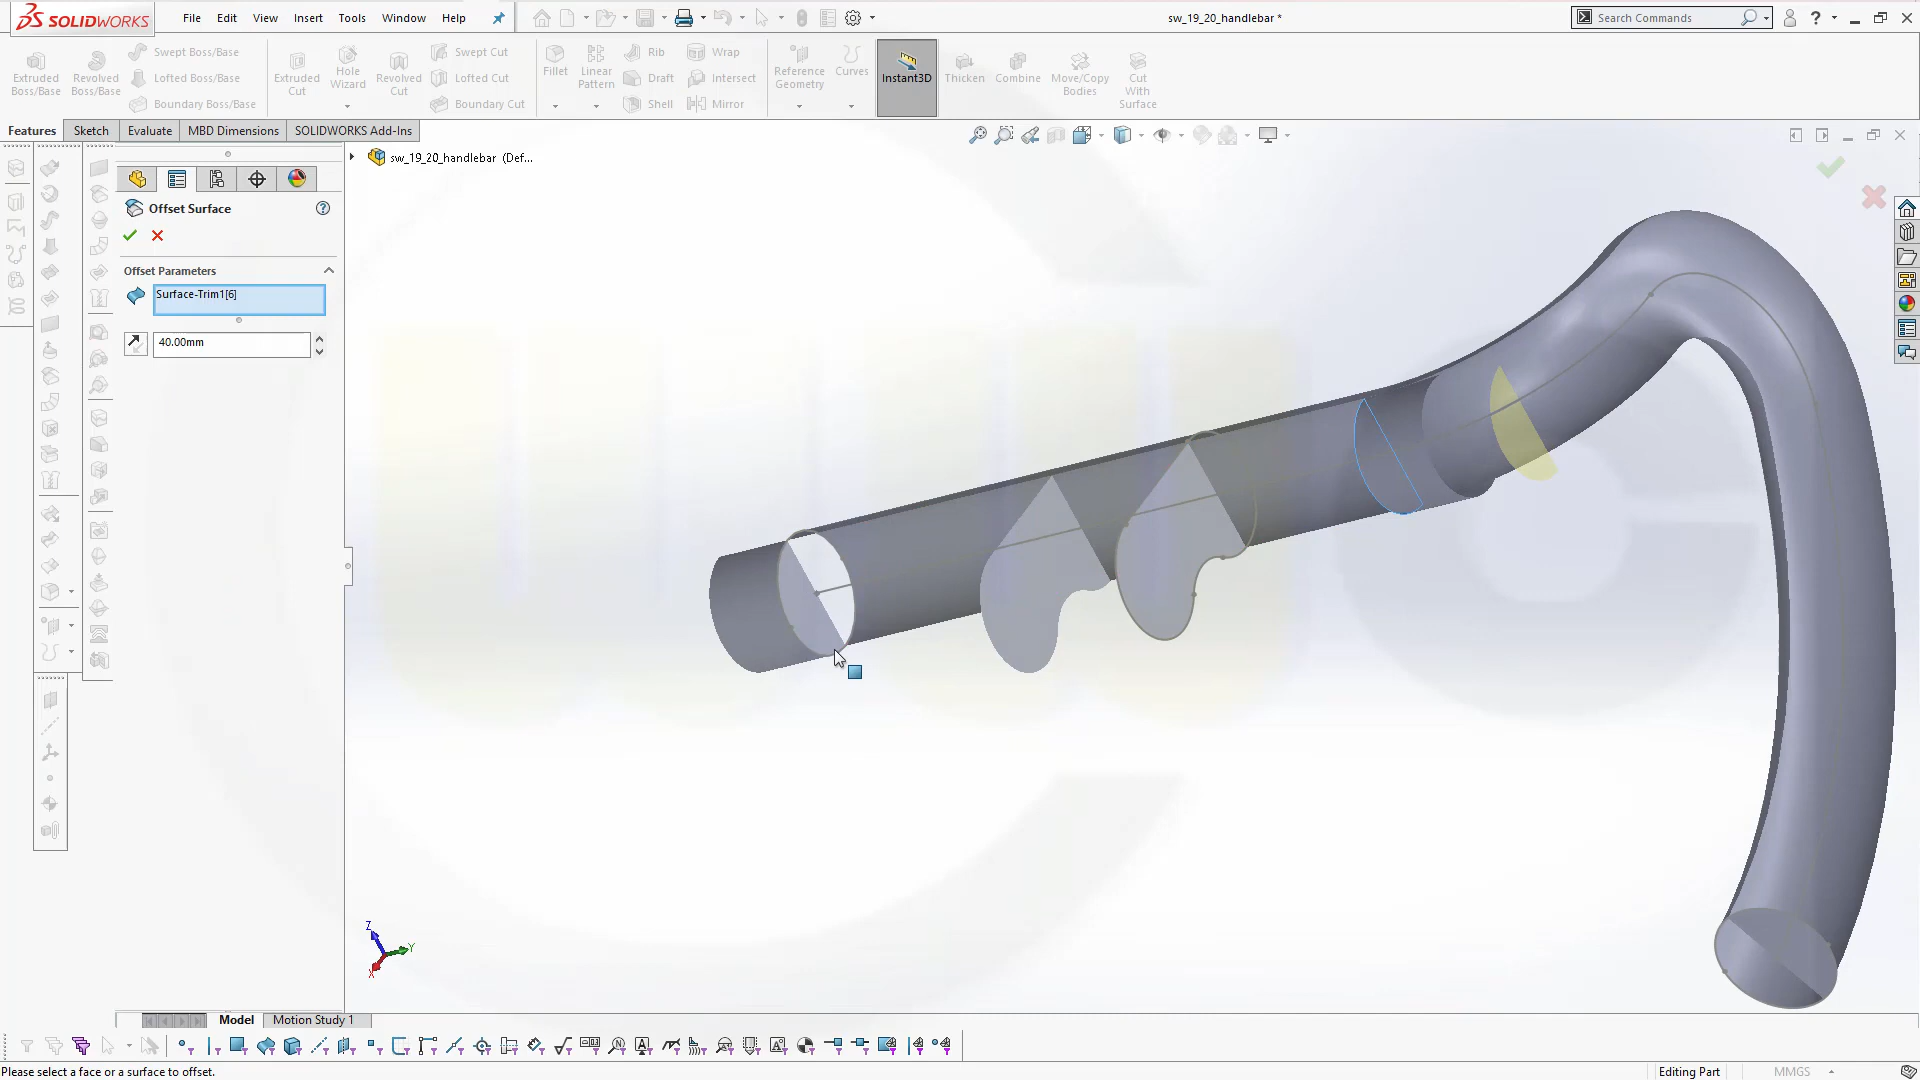 SOLIDWORKS
File Edit View Insert Tools Window Help
sw_19_20_handlebar *
Search Commands
Extruded Boss/Base
Revolved Boss/Base
Swept Boss/Base
Lofted Boss/Base
Boundary Boss/Base
Extruded Cut
Hole Wizard
Revolved Cut
Swept Cut
Lofted Cut
Boundary Cut
Fillet
Linear Pattern
Rib
Draft
Shell
Wrap
Intersect
Mirror
Reference Geometry
Curves
Instant3D
Thicken
Combine
Move/Copy Bodies
Cut With Surface
Features Sketch Evaluate MBD Dimensions SOLIDWORKS Add-Ins
sw_19_20_handlebar (Def...
Offset Surface
Offset Parameters
Surface-Trim1[6]
40.00mm
Z
Y
X
Model Motion Study 1
Please select a face or a surface to offset.
Editing Part
MMGS